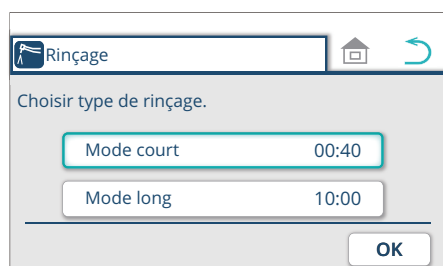 Rinçage
Choisir type de rinçage.
Mode court 00:40
Mode long 10:00
OK